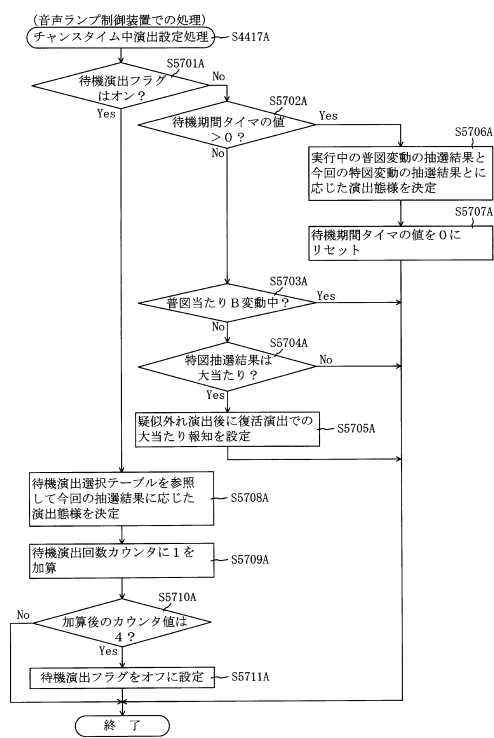 (音声ランプ制御装置での処理)
チャンスタイム中演出設定処理 S4417A
S5701A
待機演出フラグ
はオン?
No
Yes
S5702A
待機期間タイマの値
>0?
Yes
No
S5706A
実行中の普図変動の抽選結果と
今回の特図変動の抽選結果とに
応じた演出態様を決定
S5707A
待機期間タイマの値を0に
リセット
S5703A
普図当たりB変動中?
Yes
No
S5704A
特図抽選結果は
大当たり?
No
Yes
疑似外れ演出後に復活演出での
大当たり報知を設定
S5705A
待機演出選択テーブルを参照
して今回の抽選結果に応じた
演出態様を決定
S5708A
待機演出回数カウンタに1を
加算
S5709A
S5710A
加算後のカウンタ値は
4?
No
Yes
待機演出フラグをオフに設定 S5711A
終 了